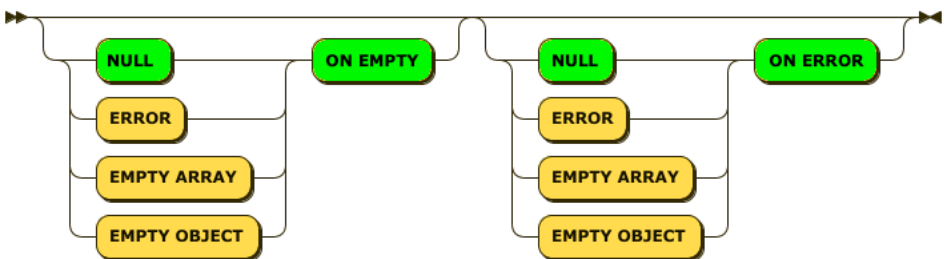 NULL ON EMPTY NULL ON ERROR
ERROR ERROR
EMPTY ARRAY EMPTY ARRAY
EMPTY OBJECT EMPTY OBJECT